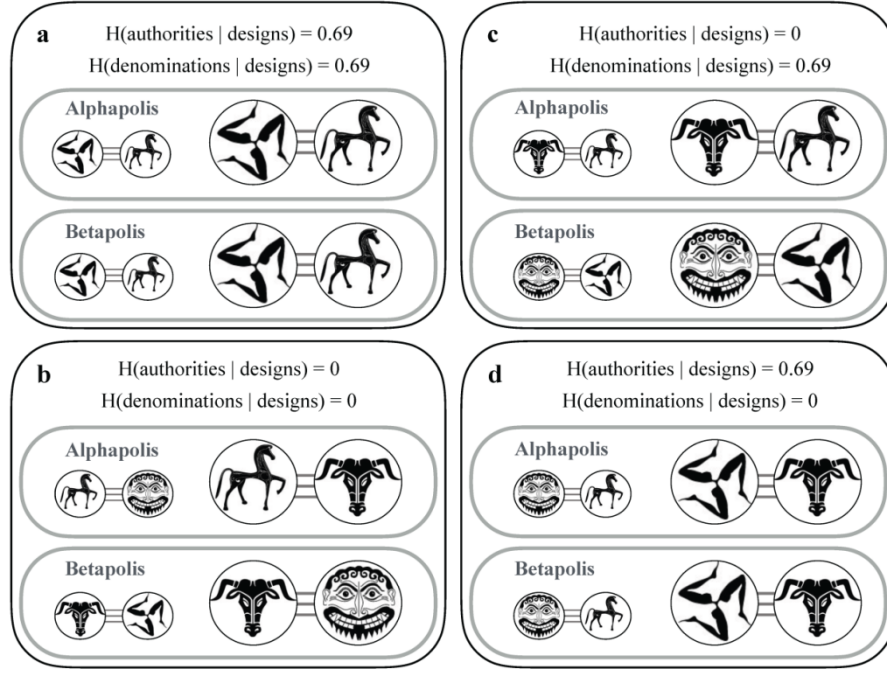 a
H(authorities | designs) = 0.69
H(denominations | designs) = 0.69
Alphapolis
Betapolis
b
H(authorities | designs) = 0
H(denominations | designs) = 0
Alphapolis
Betapolis
c
H(authorities | designs) = 0
H(denominations | designs) = 0.69
Alphapolis
Betapolis
d
H(authorities | designs) = 0.69
H(denominations | designs) = 0
Alphapolis
Betapolis